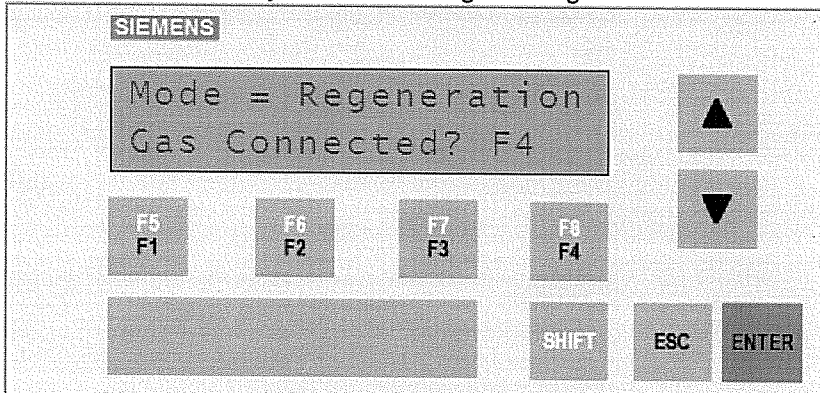 SIEMENS
Mode = Regeneration
Gas Connected? F4
F5 F6 F7 F8
F1 F2 F3 F4
SHIFT ESC ENTER